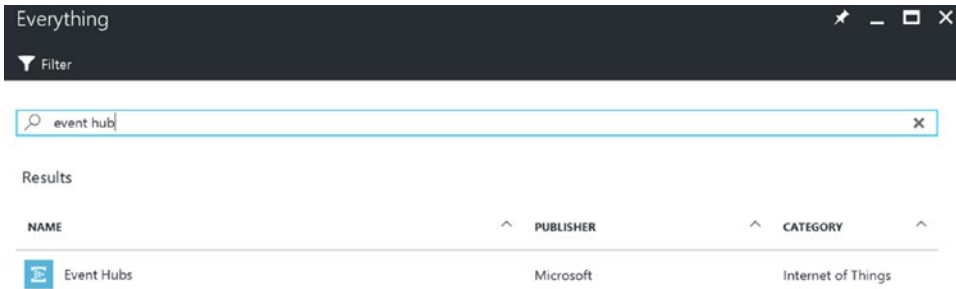 Everything
Filter
event hub
Results
NAME PUBLISHER CATEGORY
Event Hubs Microsoft Internet of Things